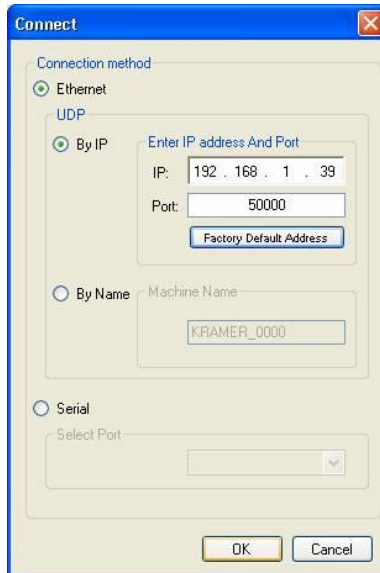 Connect
Connection method
Ethernet
UDP
By IP
Enter IP address And Port
IP: 192 . 168 . 1 . 39
Port: 50000
Factory Default Address
By Name
Machine Name
KRAMER_0000
Serial
Select Port
OK Cancel